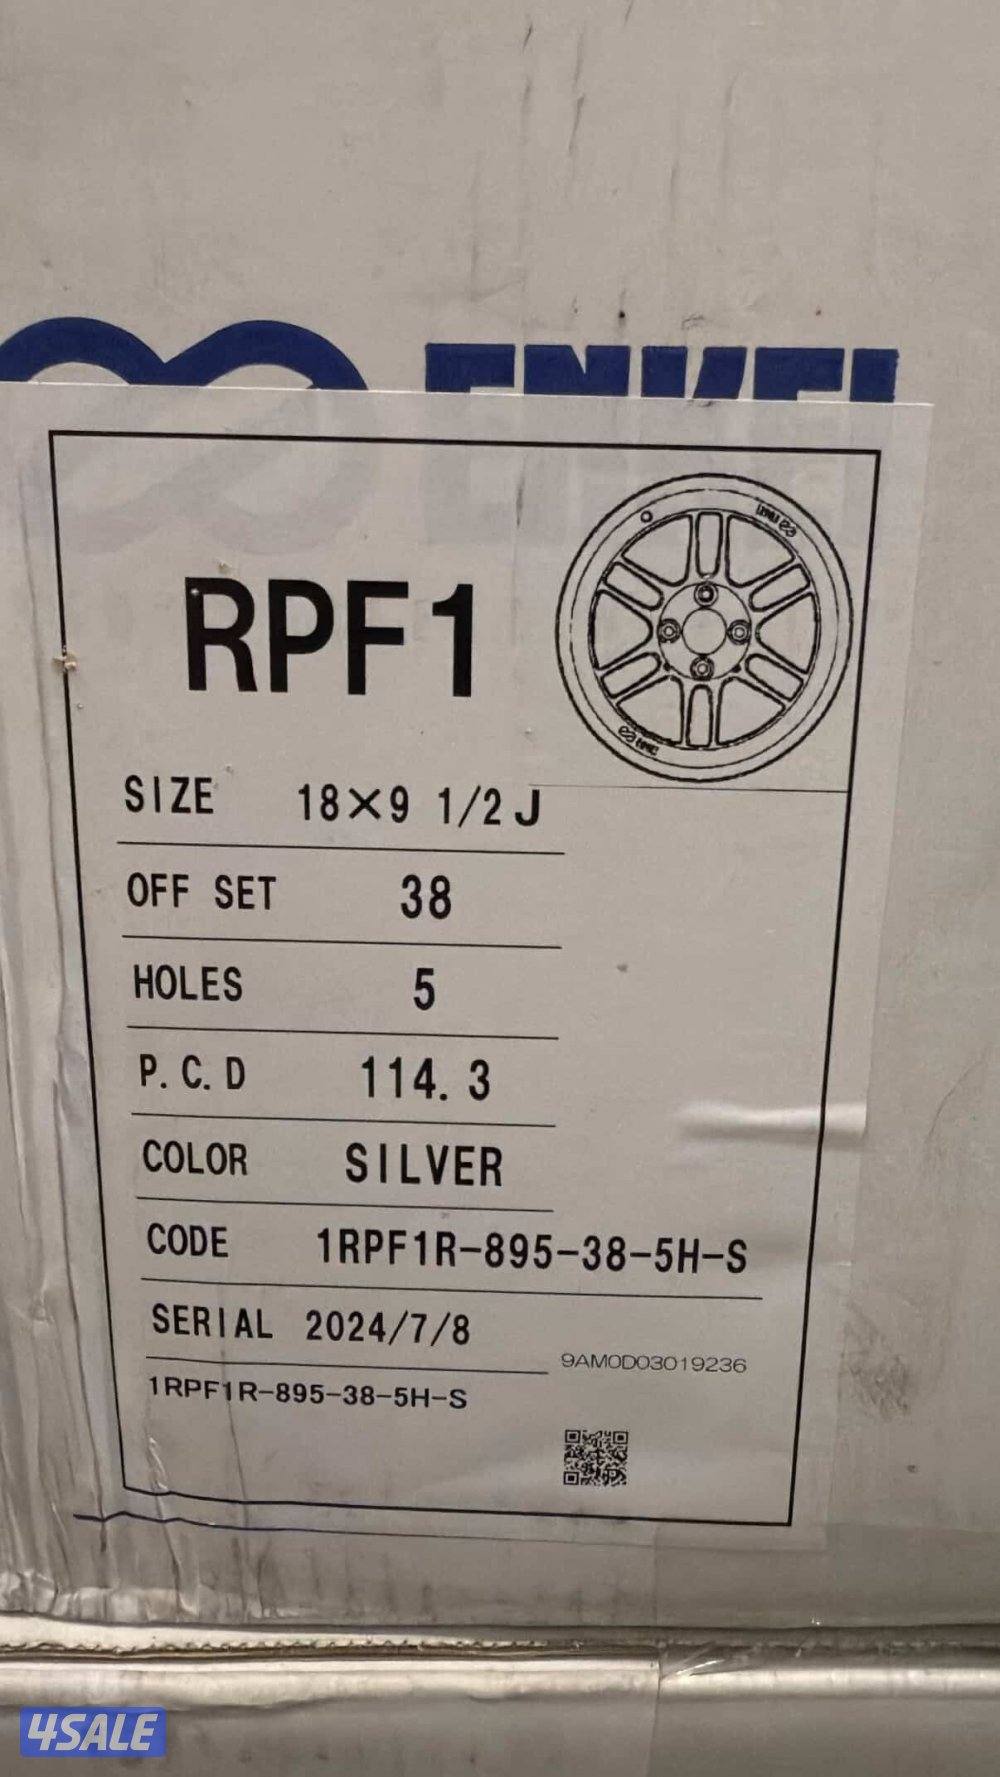 ENKEI
RPF1
SIZE 18×9 1/2 J
OFF SET 38
HOLES 5
P. C. D 114. 3
COLOR SILVER
CODE 1RPF1R-895-38-5H-S
SERIAL 2024/7/8
9AM0D03019236
1RPF1R-895-38-5H-S
4SALE